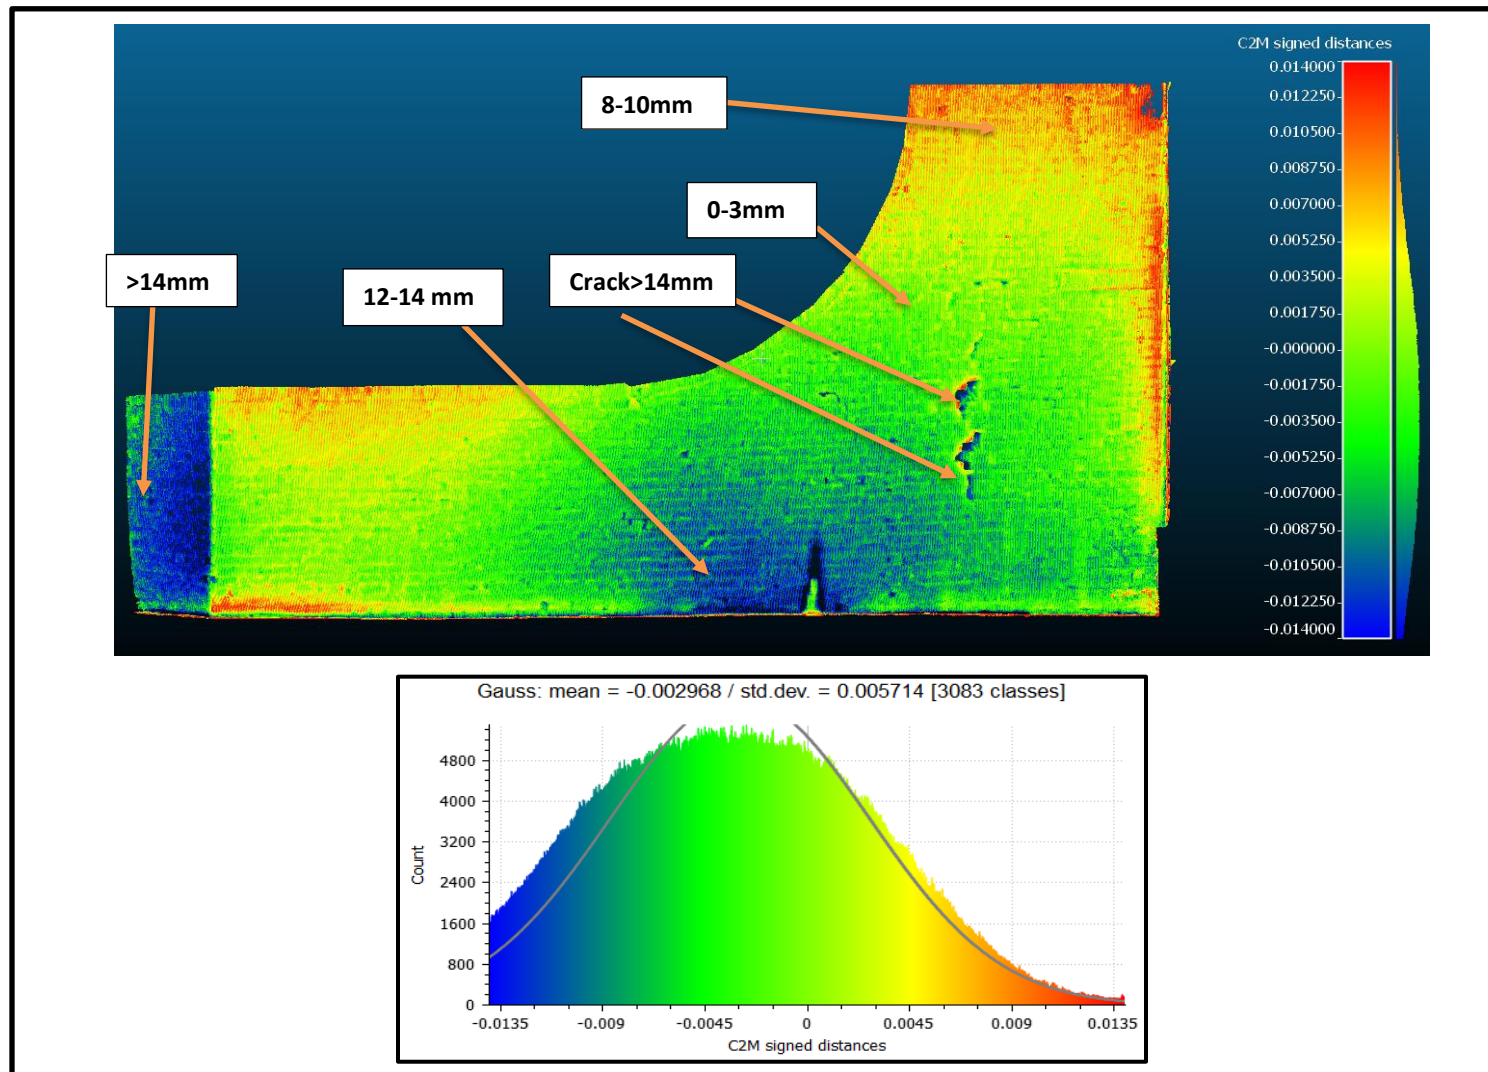 C2M signed distances
0.014000
0.012250
0.010500
0.008750
0.007000
0.005250
0.003500
0.001750
-0.000000
-0.001750
-0.003500
-0.005250
-0.007000
-0.008750
-0.010500
-0.012250
-0.014000
8-10mm
0-3mm
>14mm
12-14 mm
Crack>14mm
Gauss: mean = -0.002968 / std.dev. = 0.005714 [3083 classes]
Count
4800
4000
3200
2400
1600
800
0
-0.0135 -0.009 -0.0045 0 0.0045 0.009 0.0135
C2M signed distances